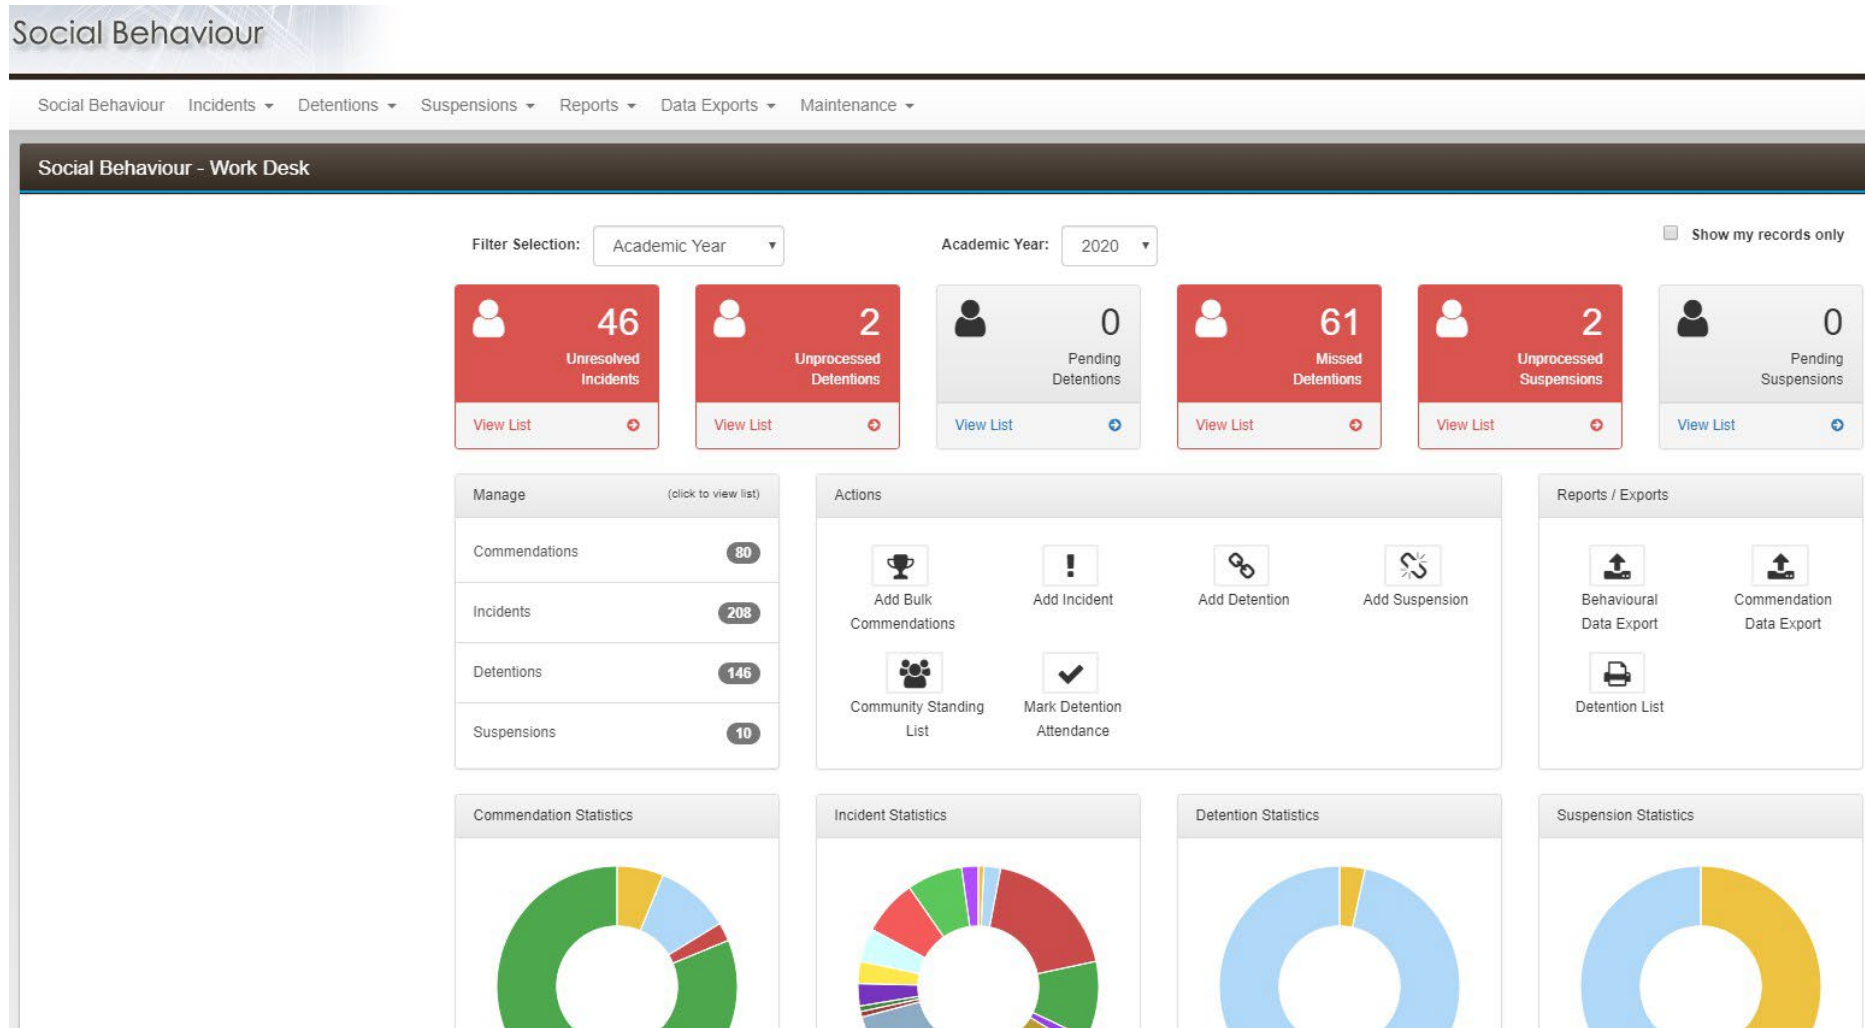 Social Behaviour
Social Behaviour Incidents Detentions Suspensions Reports Data Exports Maintenance
Social Behaviour - Work Desk
Filter Selection: Academic Year Academic Year: 2020 Show my records only
46
Unresolved
Incidents
View List
2
Unprocessed
Detentions
View List
0
Pending
Detentions
View List
61
Missed
Detentions
View List
2
Unprocessed
Suspensions
View List
0
Pending
Suspensions
View List
Manage (click to view list)
Commendations 80
Incidents 208
Detentions 146
Suspensions 10
Actions
Add Bulk
Commendations
Add Incident
Add Detention
Add Suspension
Community Standing
List
Mark Detention
Attendance
Reports / Exports
Behavioural
Data Export
Commendation
Data Export
Detention List
Commendation Statistics
Incident Statistics
Detention Statistics
Suspension Statistics